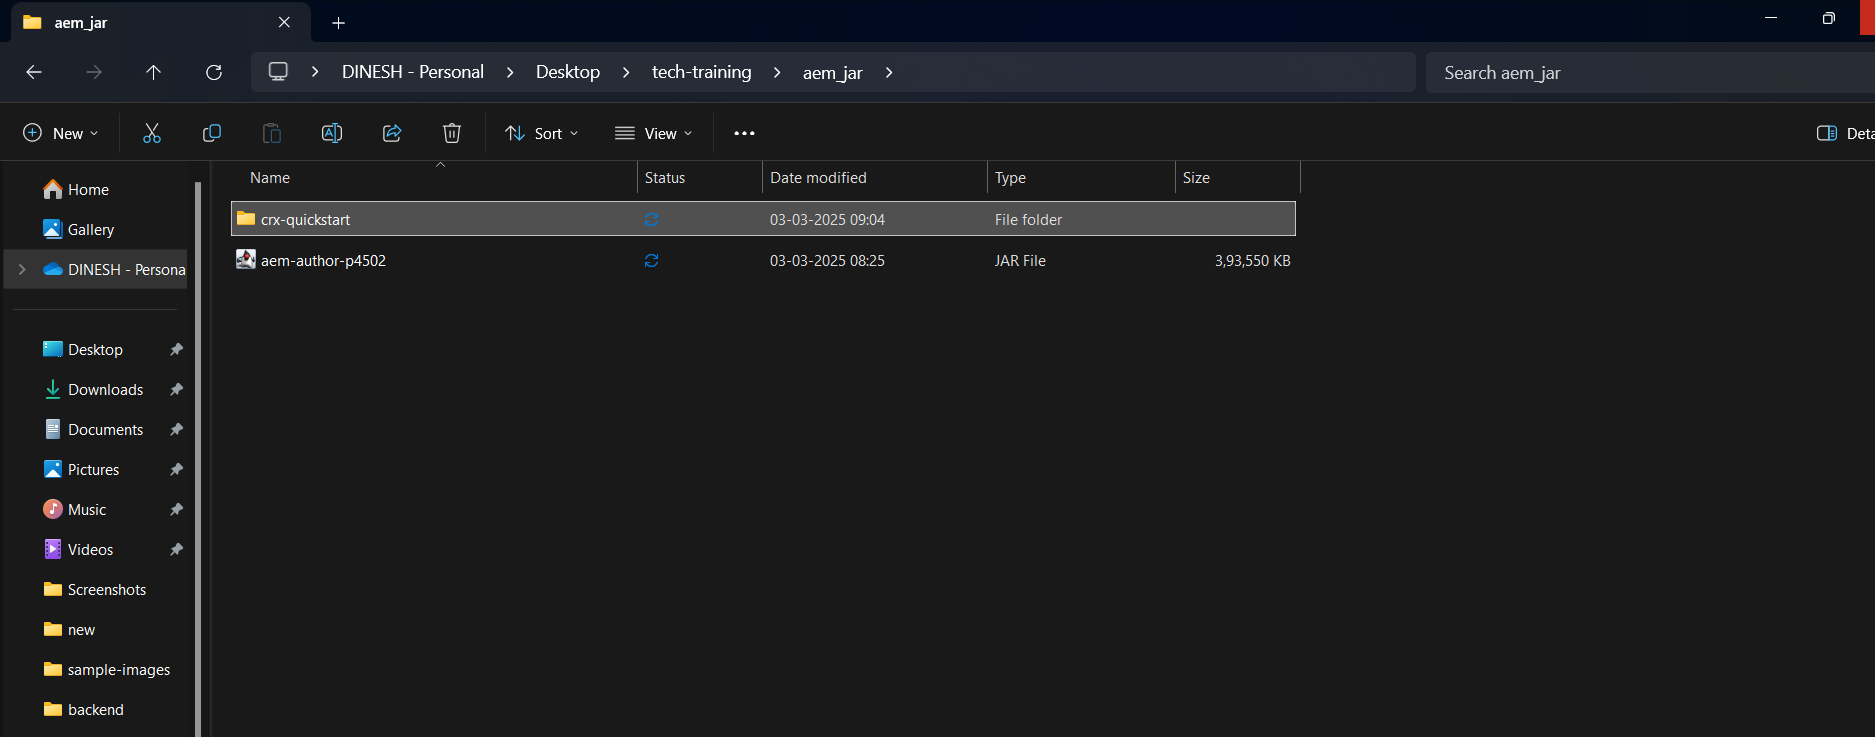 aem_jar
DINESH - Personal > Desktop > tech-training > aem_jar >
Search aem_jar
New
Sort
View
Deta
Name
Status
Date modified
Type
Size
crx-quickstart
03-03-2025 09:04
File folder
aem-author-p4502
03-03-2025 08:25
JAR File
3,93,550 KB
Home
Gallery
DINESH - Persona
Desktop
Downloads
Documents
Pictures
Music
Videos
Screenshots
new
sample-images
backend